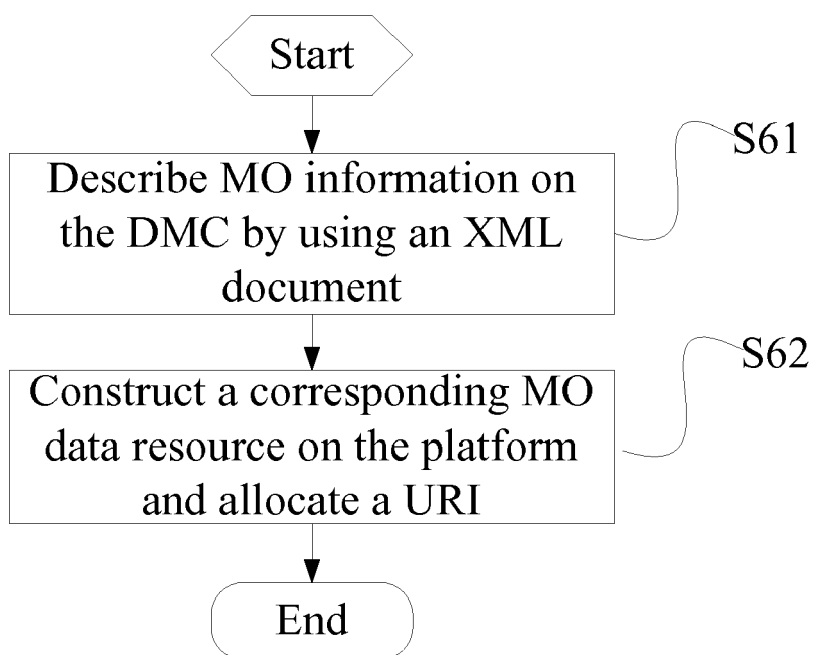 Start
S61
Describe MO information on
the DMC by using an XML
document
S62
Construct a corresponding MO
data resource on the platform
and allocate a URI
End